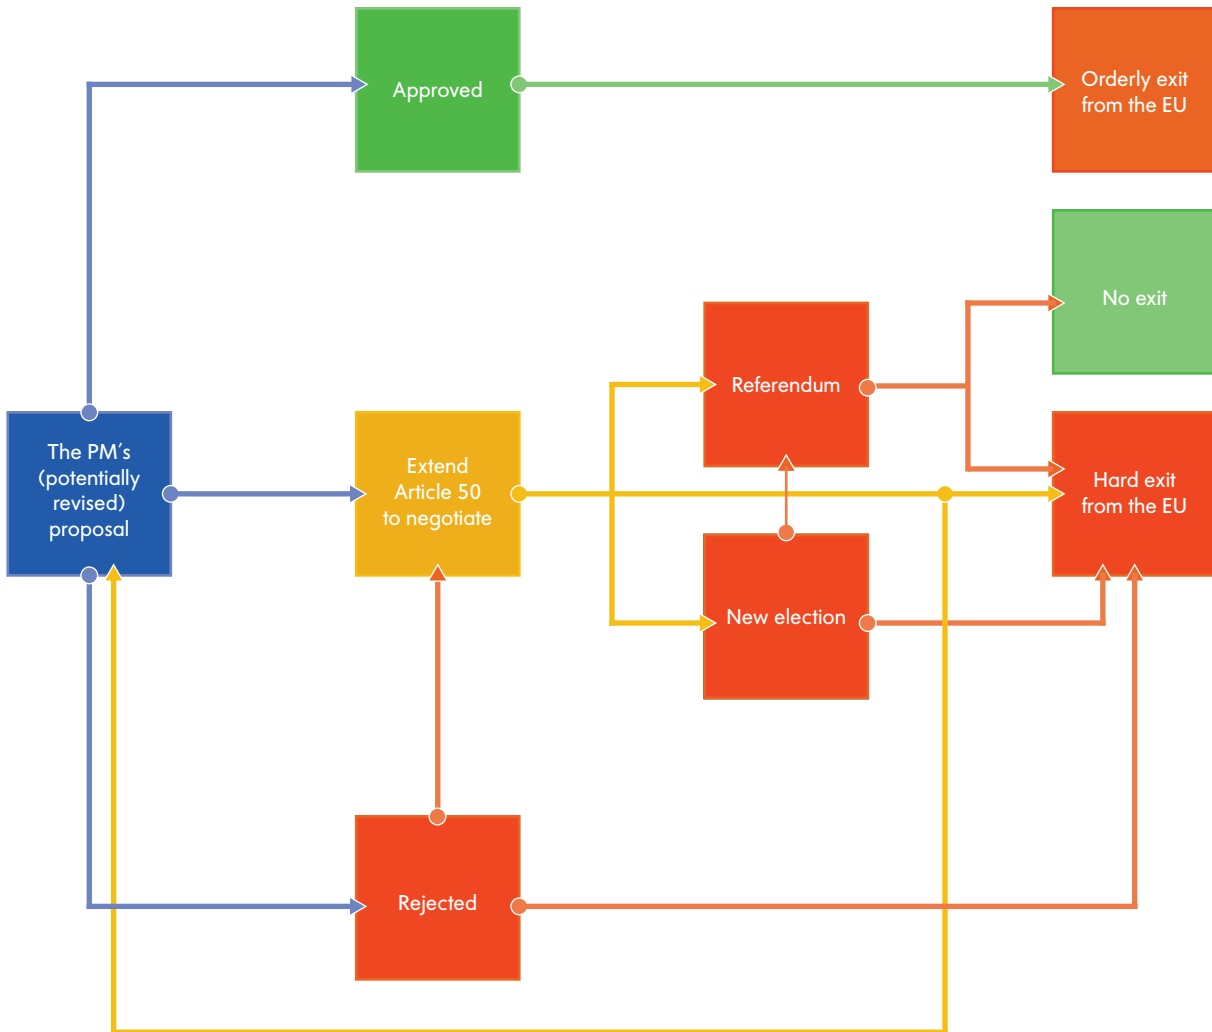 Approved
Orderly exit
from the EU
No exit
Referendum
The PM's
(potentially
revised)
proposal
Extend
Article 50
to negotiate
Hard exit
from the EU
New election
Rejected